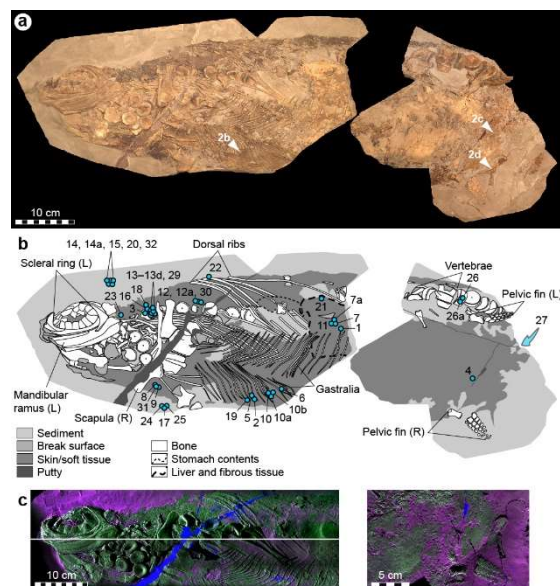 a
2b
2c
2d
10 cm
b
14, 14a, 15, 20, 32
Scleral ring (L)
13–13d, 29
Dorsal ribs
18
12, 12a, 30
22
23 16
3
21
7a
7
11
1
Vertebrae
26
Pelvic fin (L)
26a
27
Mandibular
ramus (L)
Scapula (R)
8
31 9
24 17 25
19 5 2 10 10a
6
10b
Gastralia
4
Pelvic fin (R)
Sediment
Break surface
Skin/soft tissue
Putty
Bone
Stomach contents
Liver and fibrous tissue
c
10 cm
5 cm